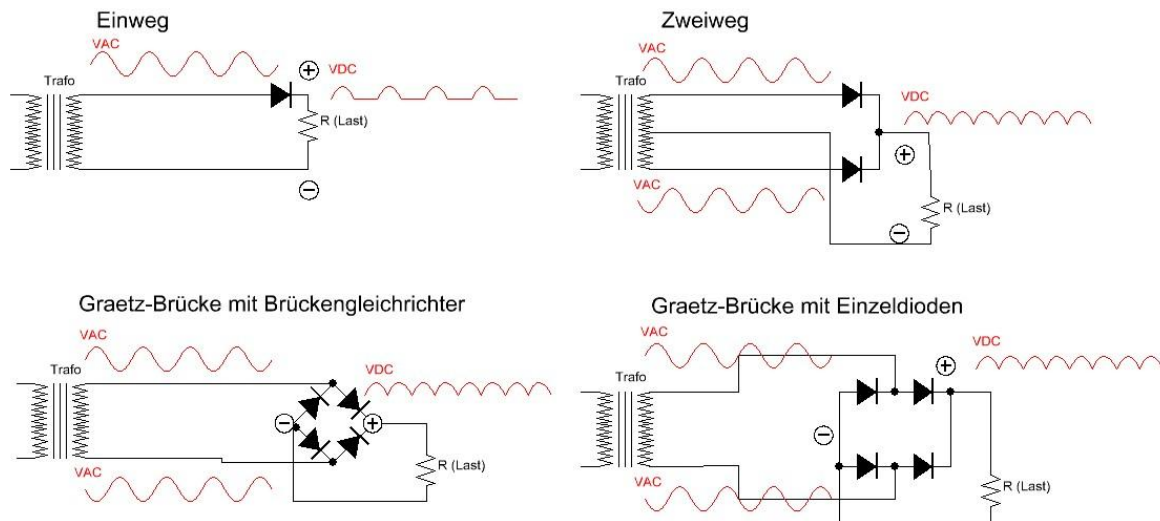 Einweg
VAC
Trafo
+
VDC
R (Last)
−
Zweiweg
VAC
Trafo
VDC
+
VAC
R (Last)
−
Graetz-Brücke mit Brückengleichrichter
VAC
Trafo
VDC
− +
R (Last)
VAC
Graetz-Brücke mit Einzeldioden
VAC
VDC
+
Trafo
−
VAC
R (Last)